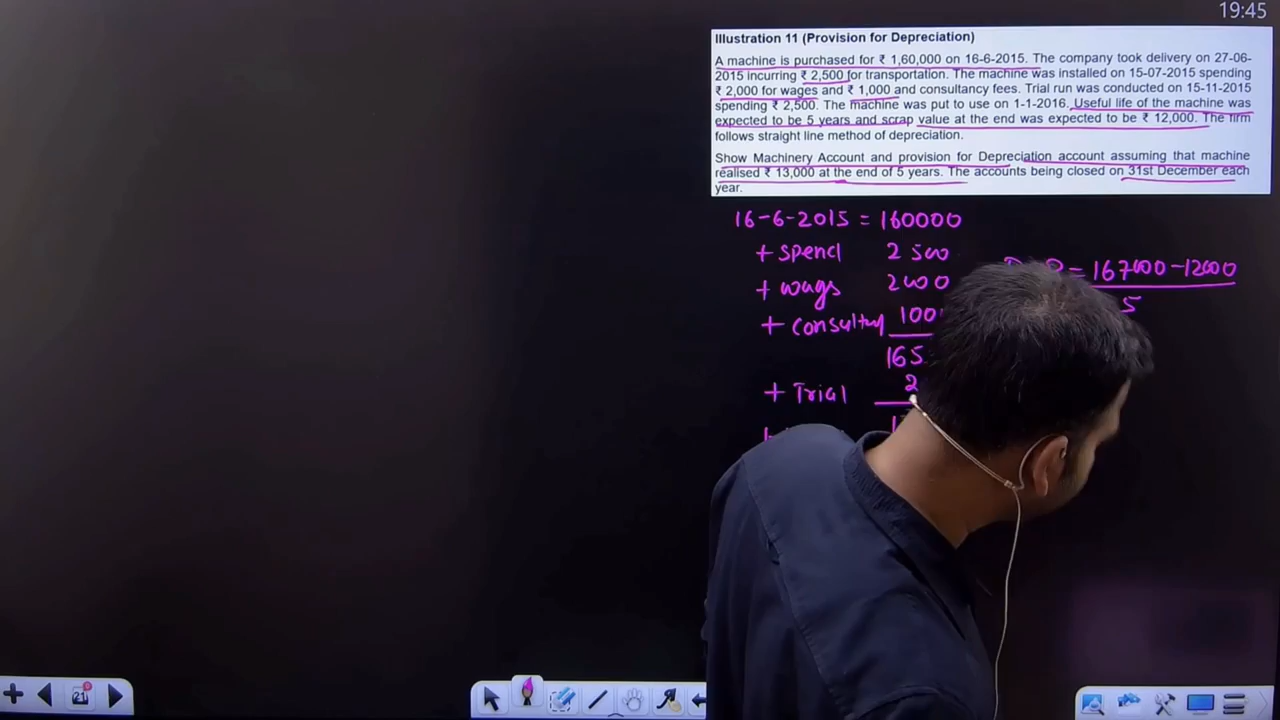 19:45
Illustration 11 (Provision for Depreciation)
A machine is purchased for ₹ 1,60,000 on 16-6-2015. The company took delivery on 27-06-
2015 incurring ₹ 2,500 for transportation. The machine was installed on 15-07-2015 spending
₹ 2,000 for wages and ₹ 1,000 and consultancy fees. Trial run was conducted on 15-11-2015
spending ₹ 2,500. The machine was put to use on 1-1-2016. Useful life of the machine was
expected to be 5 years and scrap value at the end was expected to be ₹ 12,000. The firm
follows straight line method of depreciation.
Show Machinery Account and provision for Depreciation account assuming that machine
realised ₹ 13,000 at the end of 5 years. The accounts being closed on 31st December each
year.
16-6-2015 = 160000
+ spend 2500
= 167000-12000
+ wags 2000
5
+ consultny 100
165
+ Trial 2
21